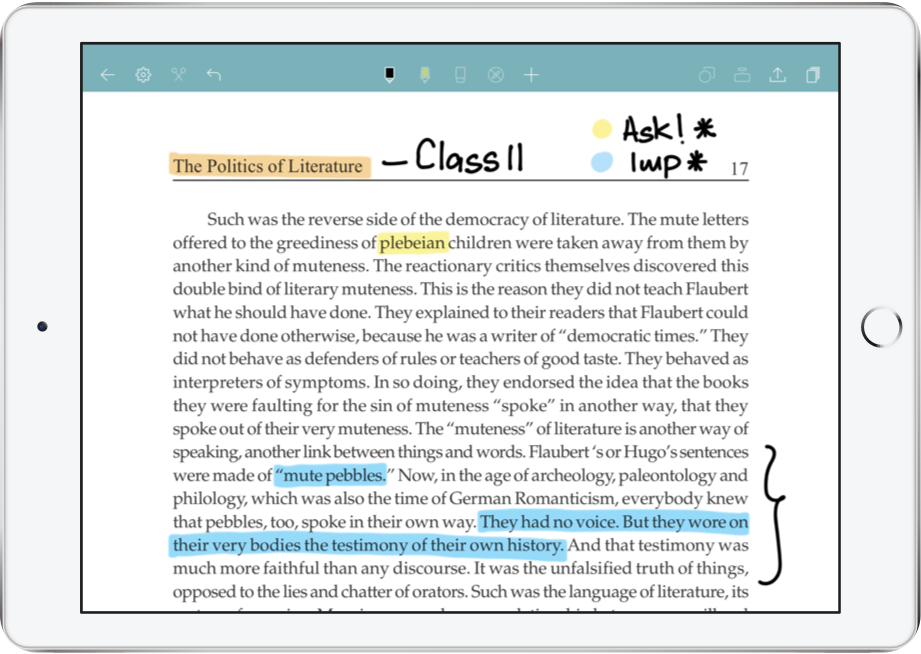 Ask! *
The Politics of Literature – Class 11 Imp * 17
Such was the reverse side of the democracy of literature. The mute letters
offered to the greediness of plebeian children were taken away from them by
another kind of muteness. The reactionary critics themselves discovered this
double bind of literary muteness. This is the reason they did not teach Flaubert
what he should have done. They explained to their readers that Flaubert could
not have done otherwise, because he was a writer of “democratic times.” They
did not behave as defenders of rules or teachers of good taste. They behaved as
interpreters of symptoms. In so doing, they endorsed the idea that the books
they were faulting for the sin of muteness “spoke” in another way, that they
spoke out of their very muteness. The “muteness” of literature is another way of
speaking, another link between things and words. Flaubert ‘s or Hugo’s sentences
were made of “mute pebbles.” Now, in the age of archeology, paleontology and
philology, which was also the time of German Romanticism, everybody knew
that pebbles, too, spoke in their own way. They had no voice. But they wore on
their very bodies the testimony of their own history. And that testimony was
much more faithful than any discourse. It was the unfalsified truth of things,
opposed to the lies and chatter of orators. Such was the language of literature, its